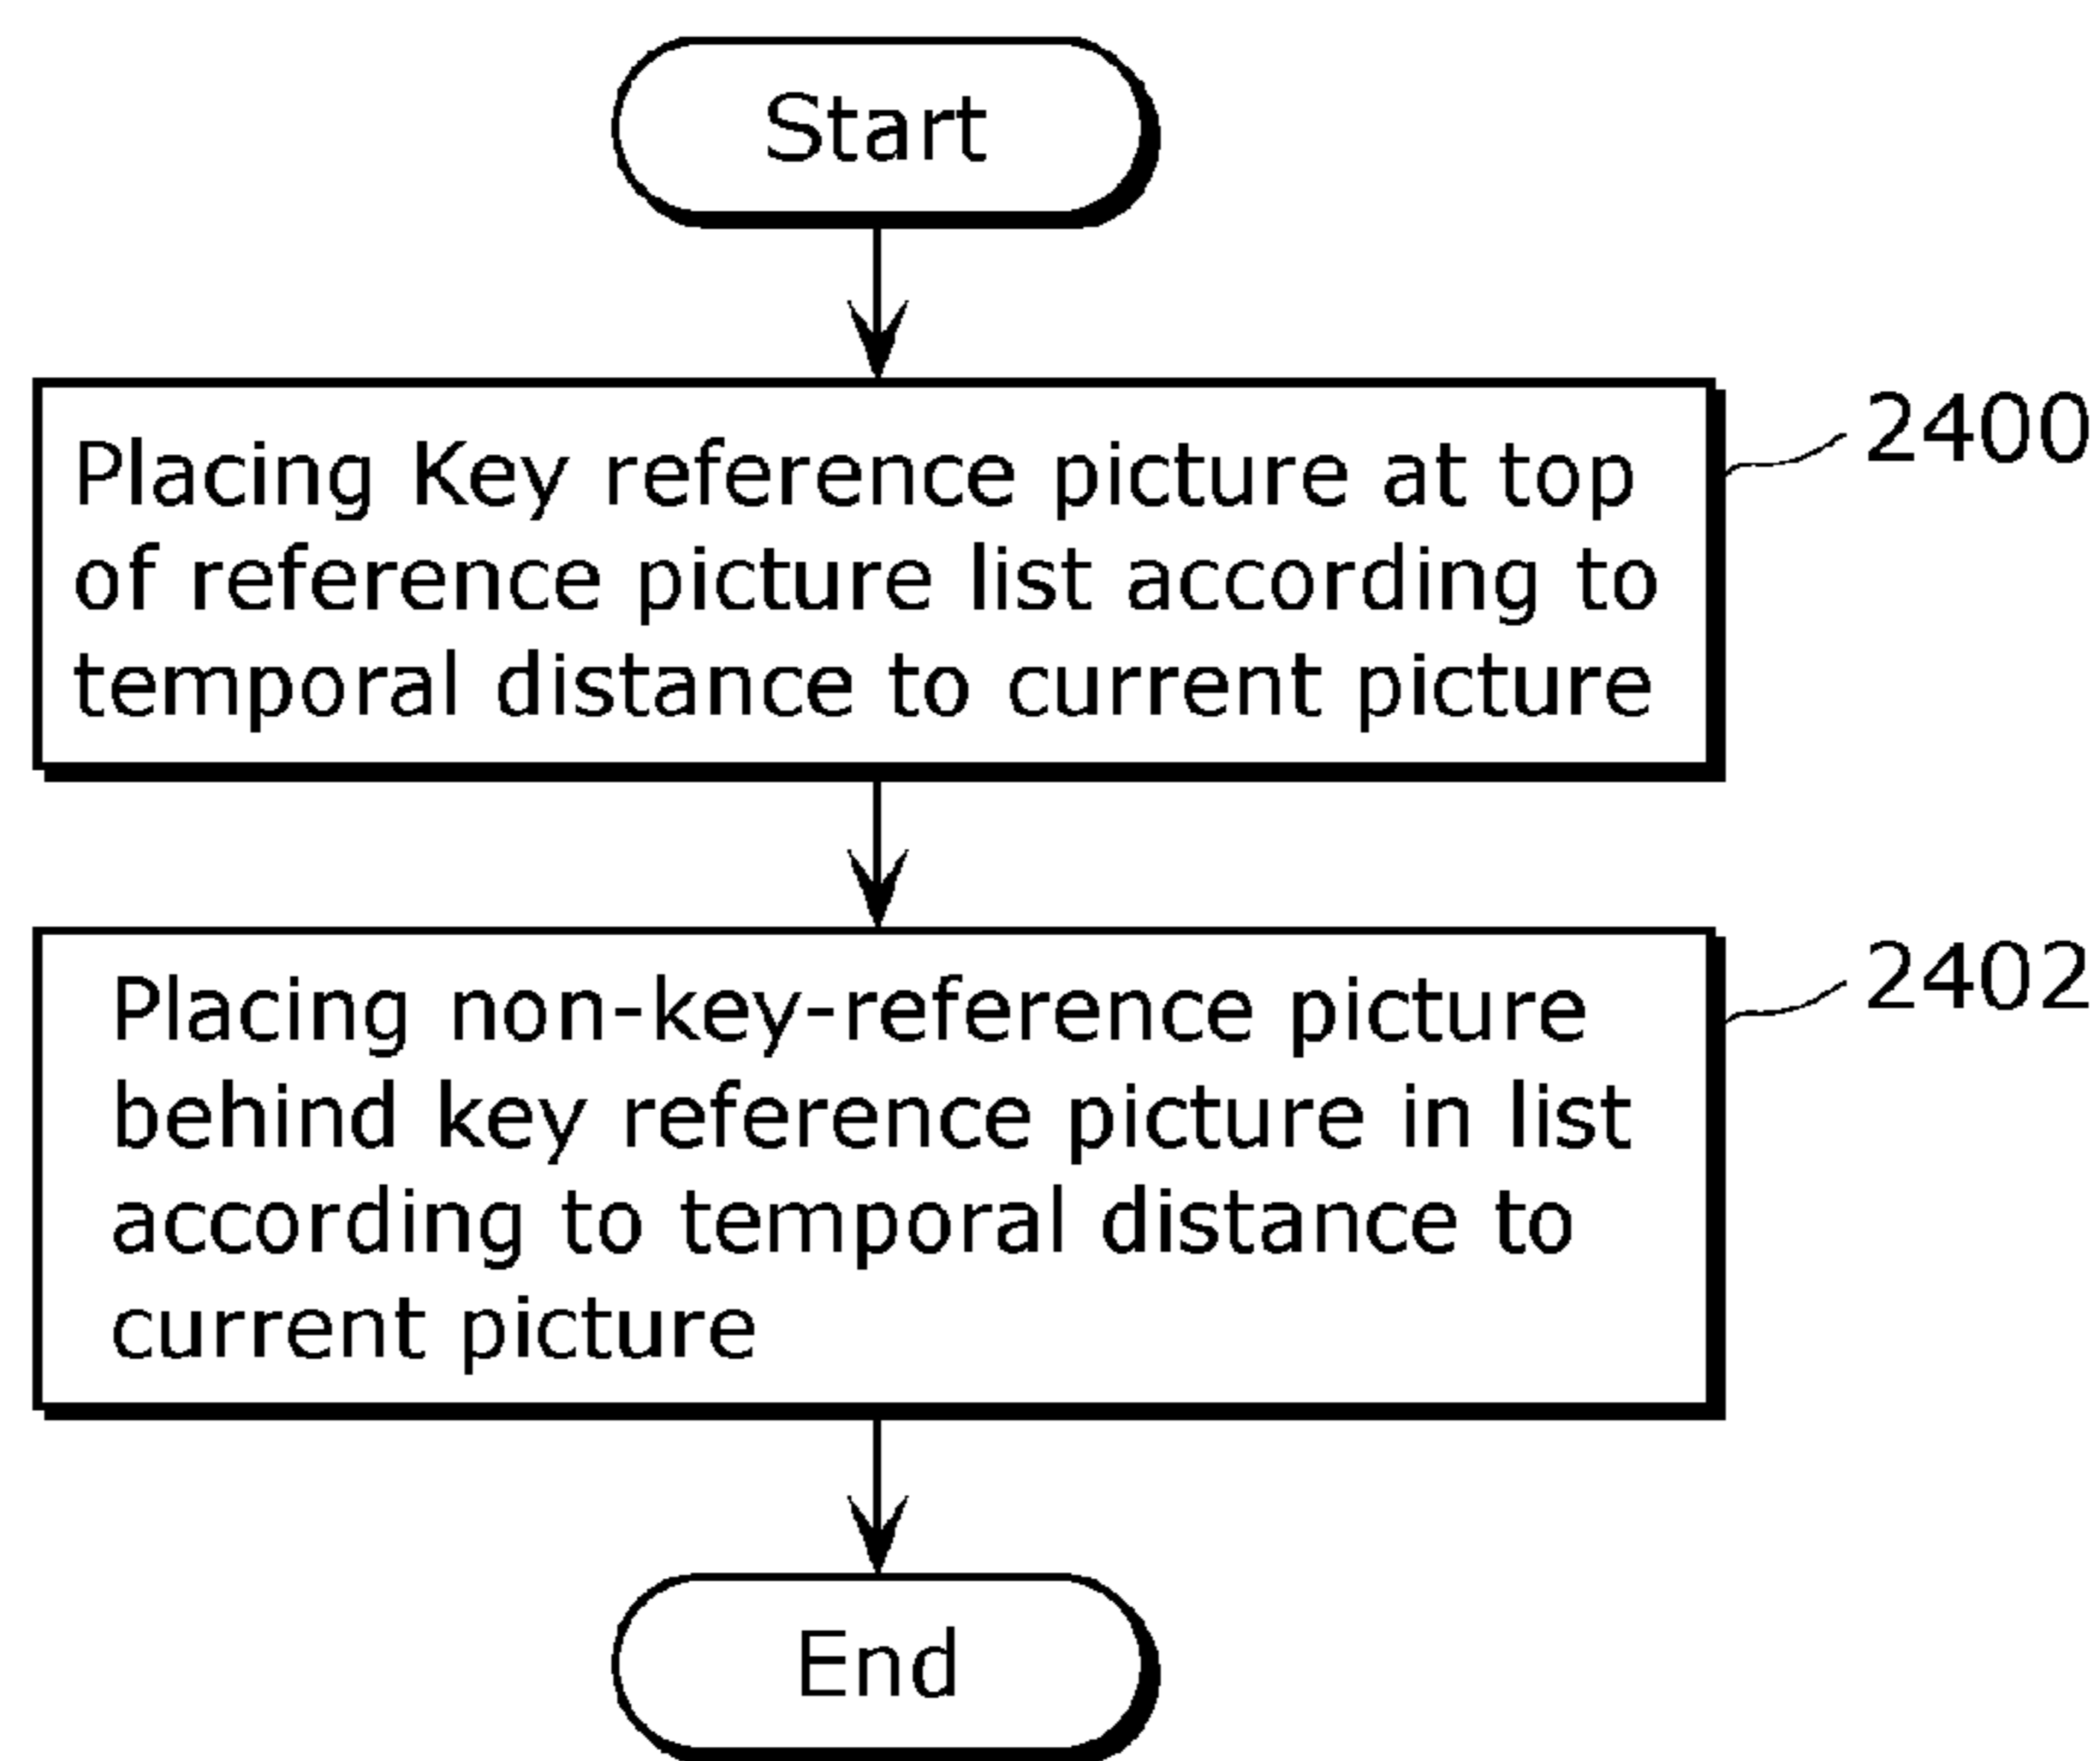 Start
Placing Key reference picture at top
of reference picture list according to
temporal distance to current picture
2400
Placing non-key-reference picture
behind key reference picture in list
according to temporal distance to
current picture
2402
End